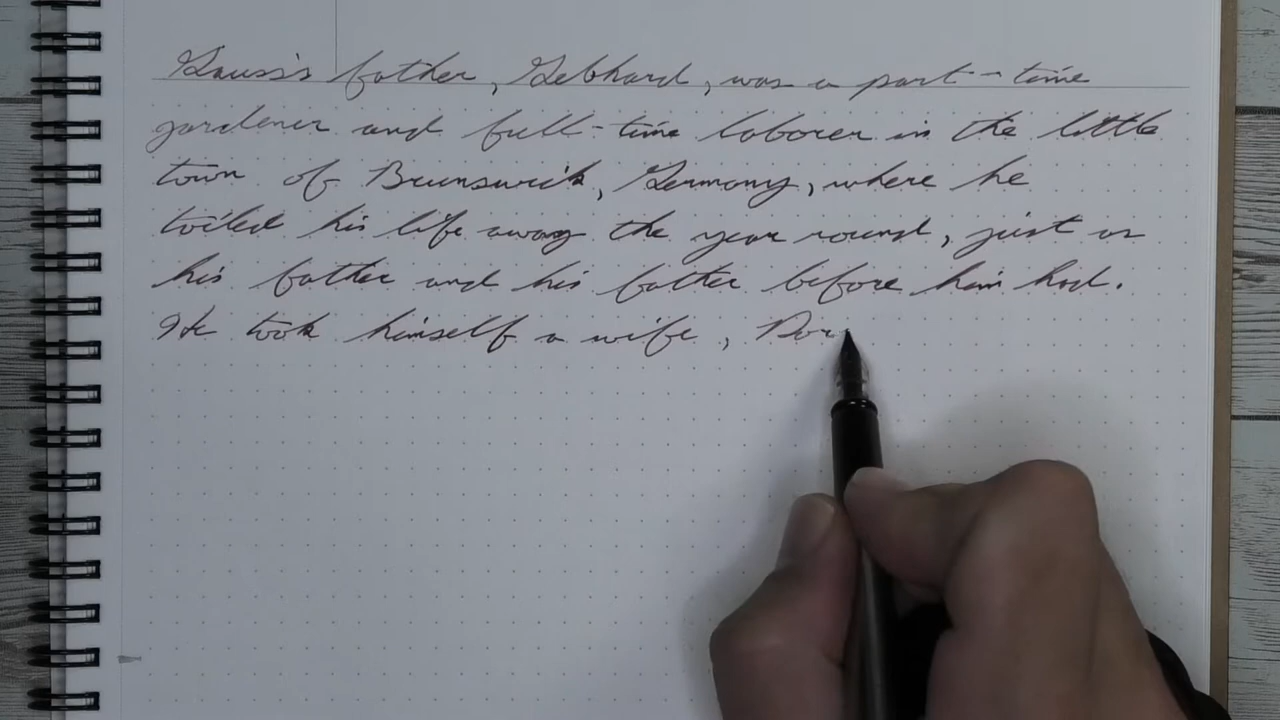 Gauss's father, Gebhard, was a part-time
gardener and full-time laborer in the little
town of Brunswick, Germany, where he
toiled his life away the year round, just as
his father and his father before him had.
He took himself a wife, Dor